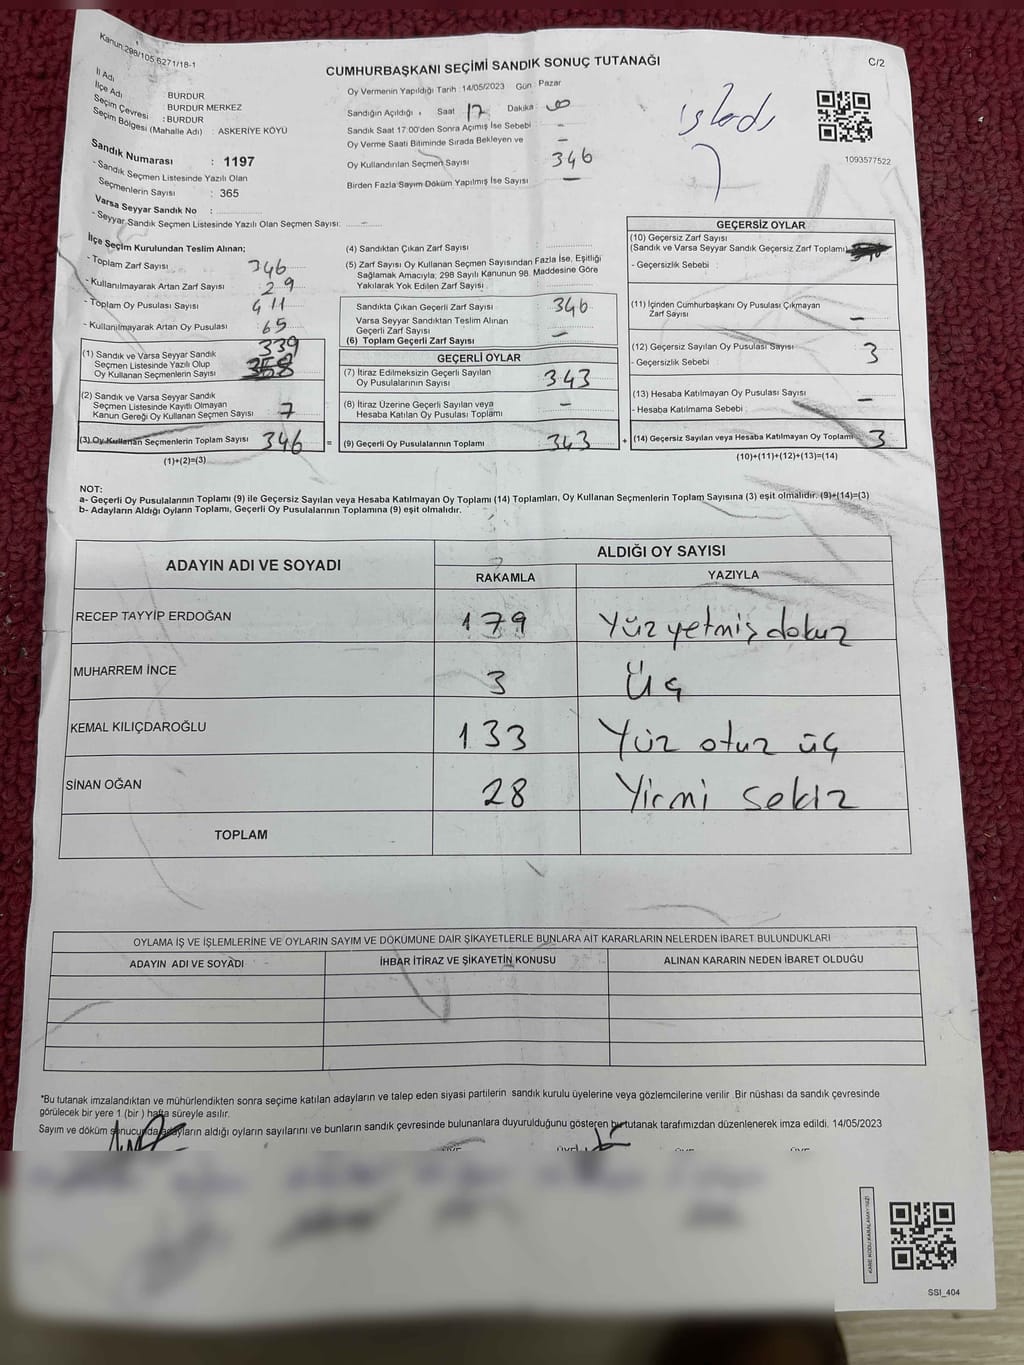 Kanun:298/105 6271/18-1
CUMHURBAŞKANI SEÇİMİ SANDIK SONUÇ TUTANAĞI
C/2
İl Adı BURDUR
İlçe Adı : BURDUR MERKEZ
Seçim Çevresi : BURDUR
Seçim Bölgesi (Mahalle Adı) : ASKERİYE KÖYÜ
Sandık Numarası : 1197
- Sandık Seçmen Listesinde Yazılı Olan
Seçmenlerin Sayısı : 365
Varsa Seyyar Sandık No :
- Seyyar Sandık Seçmen Listesinde Yazılı Olan Seçmen Sayısı: –
Oy Vermenin Yapıldığı Tarih : 14/05/2023 Gün : Pazar
Sandığın Açıldığı : Saat 17 Dakika 00
Sandık Saat 17.00'den Sonra Açılmış İse Sebebi –
Oy Verme Saati Bitiminde Sırada Bekleyen ve –
Oy Kullandırılan Seçmen Sayısı 346
Birden Fazla Sayım Döküm Yapılmış İse Sayısı –
işledi
1093577522
İlçe Seçim Kurulundan Teslim Alınan;
- Toplam Zarf Sayısı 346
- Kullanılmayarak Artan Zarf Sayısı 29
- Toplam Oy Pusulası Sayısı 411
- Kullanılmayarak Artan Oy Pusulası 65
(1) Sandık ve Varsa Seyyar Sandık
Seçmen Listesinde Yazılı Olup
Oy Kullanan Seçmenlerin Sayısı 339
(2) Sandık ve Varsa Seyyar Sandık
Seçmen Listesinde Kayıtlı Olmayan
Kanun Gereği Oy Kullanan Seçmen Sayısı 7
(3) Oy Kullanan Seçmenlerin Toplam Sayısı 346 =
(1)+(2)=(3)
(4) Sandıktan Çıkan Zarf Sayısı
(5) Zarf Sayısı Oy Kullanan Seçmen Sayısından Fazla İse, Eşitliği
Sağlamak Amacıyla; 298 Sayılı Kanunun 98. Maddesine Göre
Yakılarak Yok Edilen Zarf Sayısı
Sandıkta Çıkan Geçerli Zarf Sayısı 346
Varsa Seyyar Sandıktan Teslim Alınan
Geçerli Zarf Sayısı –
(6) Toplam Geçerli Zarf Sayısı
GEÇERLİ OYLAR
(7) İtiraz Edilmeksizin Geçerli Sayılan
Oy Pusulalarının Sayısı 343
(8) İtiraz Üzerine Geçerli Sayılan veya
Hesaba Katılan Oy Pusulası Toplamı –
(9) Geçerli Oy Pusulalarının Toplamı 343 +
GEÇERSİZ OYLAR
(10) Geçersiz Zarf Sayısı
(Sandık ve Varsa Seyyar Sandık Geçersiz Zarf Toplamı)
- Geçersizlik Sebebi
(11) İçinden Cumhurbaşkanı Oy Pusulası Çıkmayan
Zarf Sayısı –
(12) Geçersiz Sayılan Oy Pusulası Sayısı 3
- Geçersizlik Sebebi
(13) Hesaba Katılmayan Oy Pusulası Sayısı –
- Hesaba Katılmama Sebebi
(14) Geçersiz Sayılan veya Hesaba Katılmayan Oy Toplamı 3
(10)+(11)+(12)+(13)=(14)
NOT:
a- Geçerli Oy Pusulalarının Toplamı (9) ile Geçersiz Sayılan veya Hesaba Katılmayan Oy Toplamı (14) Toplamları, Oy Kullanan Seçmenlerin Toplam Sayısına (3) eşit olmalıdır. (9)+(14)=(3)
b- Adayların Aldığı Oyların Toplamı, Geçerli Oy Pusulalarının Toplamına (9) eşit olmalıdır.
ADAYIN ADI VE SOYADI ALDIĞI OY SAYISI
RAKAMLA YAZIYLA
RECEP TAYYİP ERDOĞAN 179 Yüz yetmiş dokuz
MUHARREM İNCE 3 Üç
KEMAL KILIÇDAROĞLU 133 Yüz otuz üç
SİNAN OĞAN 28 Yirmi sekiz
TOPLAM
OYLAMA İŞ VE İŞLEMLERİNE VE OYLARIN SAYIM VE DÖKÜMÜNE DAİR ŞİKAYETLERLE BUNLARA AİT KARARLARIN NELERDEN İBARET BULUNDUKLARI
ADAYIN ADI VE SOYADI İHBAR İTİRAZ VE ŞİKAYETİN KONUSU ALINAN KARARIN NEDEN İBARET OLDUĞU
*Bu tutanak imzalandıktan ve mühürlendikten sonra seçime katılan adayların ve talep eden siyasi partilerin sandık kurulu üyelerine veya gözlemcilerine verilir .Bir nüshası da sandık çevresinde
görülecek bir yere 1 (bir ) hafta süreyle asılır.
Sayım ve döküm sonucunda adayların aldığı oyların sayılarını ve bunların sandık çevresinde bulunanlara duyurulduğunu gösteren bu tutanak tarafımızdan düzenlenerek imza edildi. 14/05/2023
KARE KODU KARALAMAYINIZ!
SSI_404